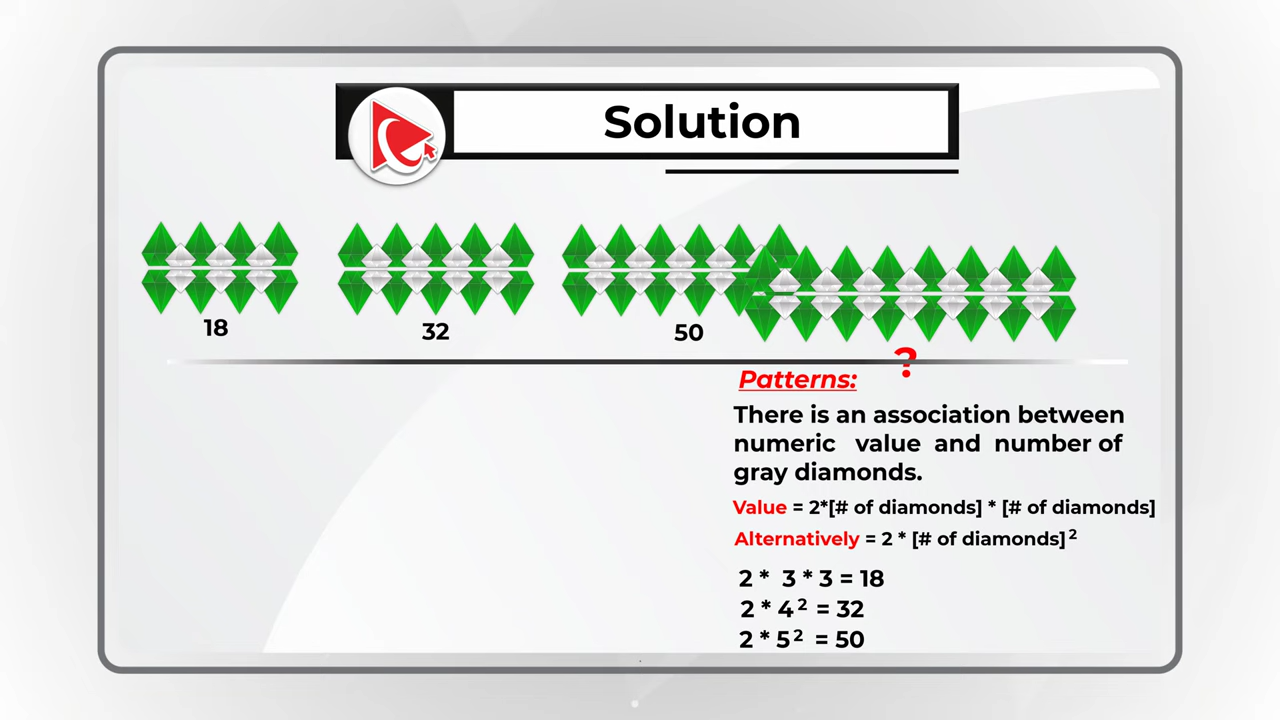 Solution
18
32
50
?
Patterns:
There is an association between
numeric value and number of
gray diamonds.
Value = 2*[# of diamonds] * [# of diamonds]
Alternatively = 2 * [# of diamonds]²
2 * 3 * 3 = 18
2 * 4² = 32
2 * 5² = 50